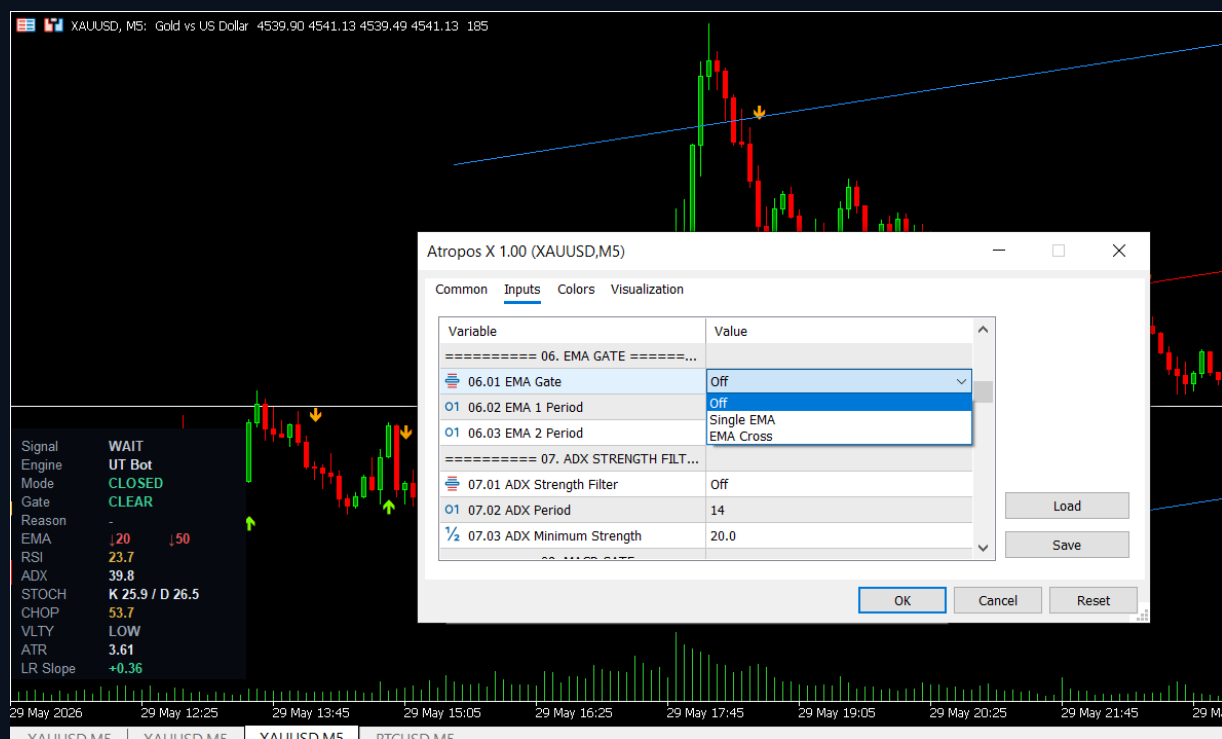 XAUUSD, M5: Gold vs US Dollar 4539.90 4541.13 4539.49 4541.13 185
Atropos X 1.00 (XAUUSD,M5)
Common Inputs Colors Visualization
Variable Value
========== 06. EMA GATE ======...
06.01 EMA Gate Off
Off
06.02 EMA 1 Period
Single EMA
06.03 EMA 2 Period
EMA Cross
========== 07. ADX STRENGTH FILT...
07.01 ADX Strength Filter Off
07.02 ADX Period 14
07.03 ADX Minimum Strength 20.0
Load
Save
OK Cancel Reset
Signal WAIT
Engine UT Bot
Mode CLOSED
Gate CLEAR
Reason -
EMA ↓20 ↓50
RSI 23.7
ADX 39.8
STOCH K 25.9 / D 26.5
CHOP 53.7
VLTY LOW
ATR 3.61
LR Slope +0.36
29 May 2026 29 May 12:25 29 May 13:45 29 May 15:05 29 May 16:25 29 May 17:45 29 May 19:05 29 May 20:25 29 May 21:45 29 M
XAUUSD,M5 XAUUSD,M5 XAUUSD,M5 BTCUSD,M5